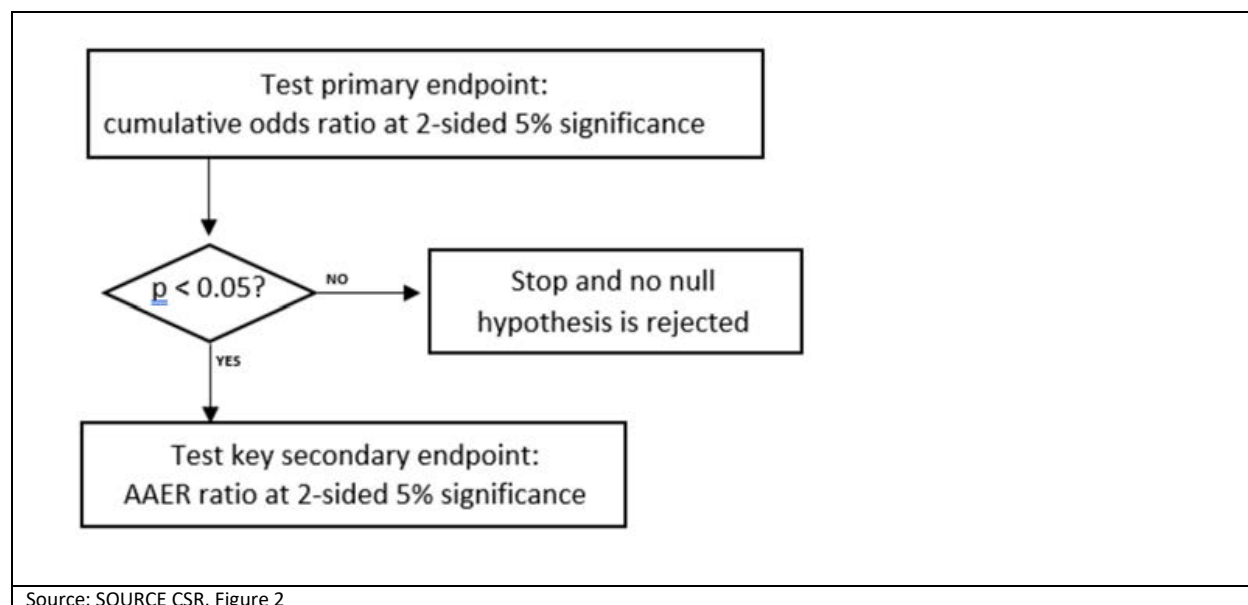 Test primary endpoint:
cumulative odds ratio at 2-sided 5% significance
p < 0.05?
NO
Stop and no null
hypothesis is rejected
YES
Test key secondary endpoint:
AAER ratio at 2-sided 5% significance
Source: SOURCE CSR, Figure 2